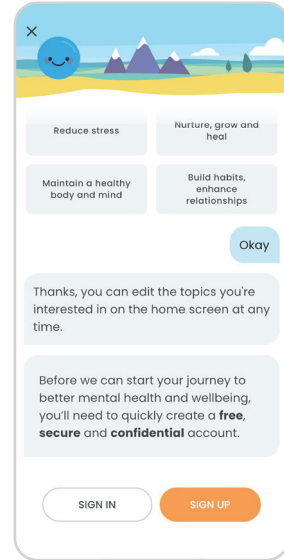 Reduce stress
Nurture, grow and
heal
Maintain a healthy
body and mind
Build habits,
enhance
relationships
Okay
Thanks, you can edit the topics you're
interested in on the home screen at any
time.
Before we can start your journey to
better mental health and wellbeing,
you'll need to quickly create a free,
secure and confidential account.
SIGN IN
SIGN UP